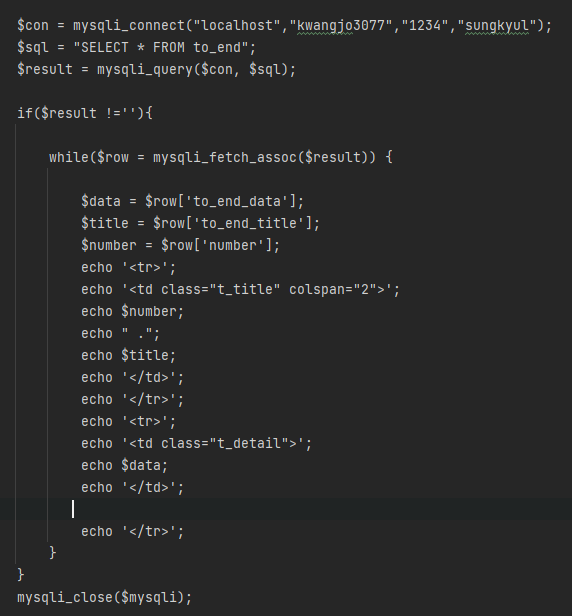 $con = mysqli_connect("localhost","kwangjo3077","1234","sungkyul");
$sql = "SELECT * FROM to_end";
$result = mysqli_query($con, $sql);
if($result !=''){
while($row = mysqli_fetch_assoc($result)) {
$data = $row['to_end_data'];
$title = $row['to_end_title'];
$number = $row['number'];
echo '<tr>';
echo '<td class="t_title" colspan="2">';
echo $number;
echo " .";
echo $title;
echo '</td>';
echo '</tr>';
echo '<tr>';
echo '<td class="t_detail">';
echo $data;
echo '</td>';
echo '</tr>';
}
}
mysqli_close($mysqli);